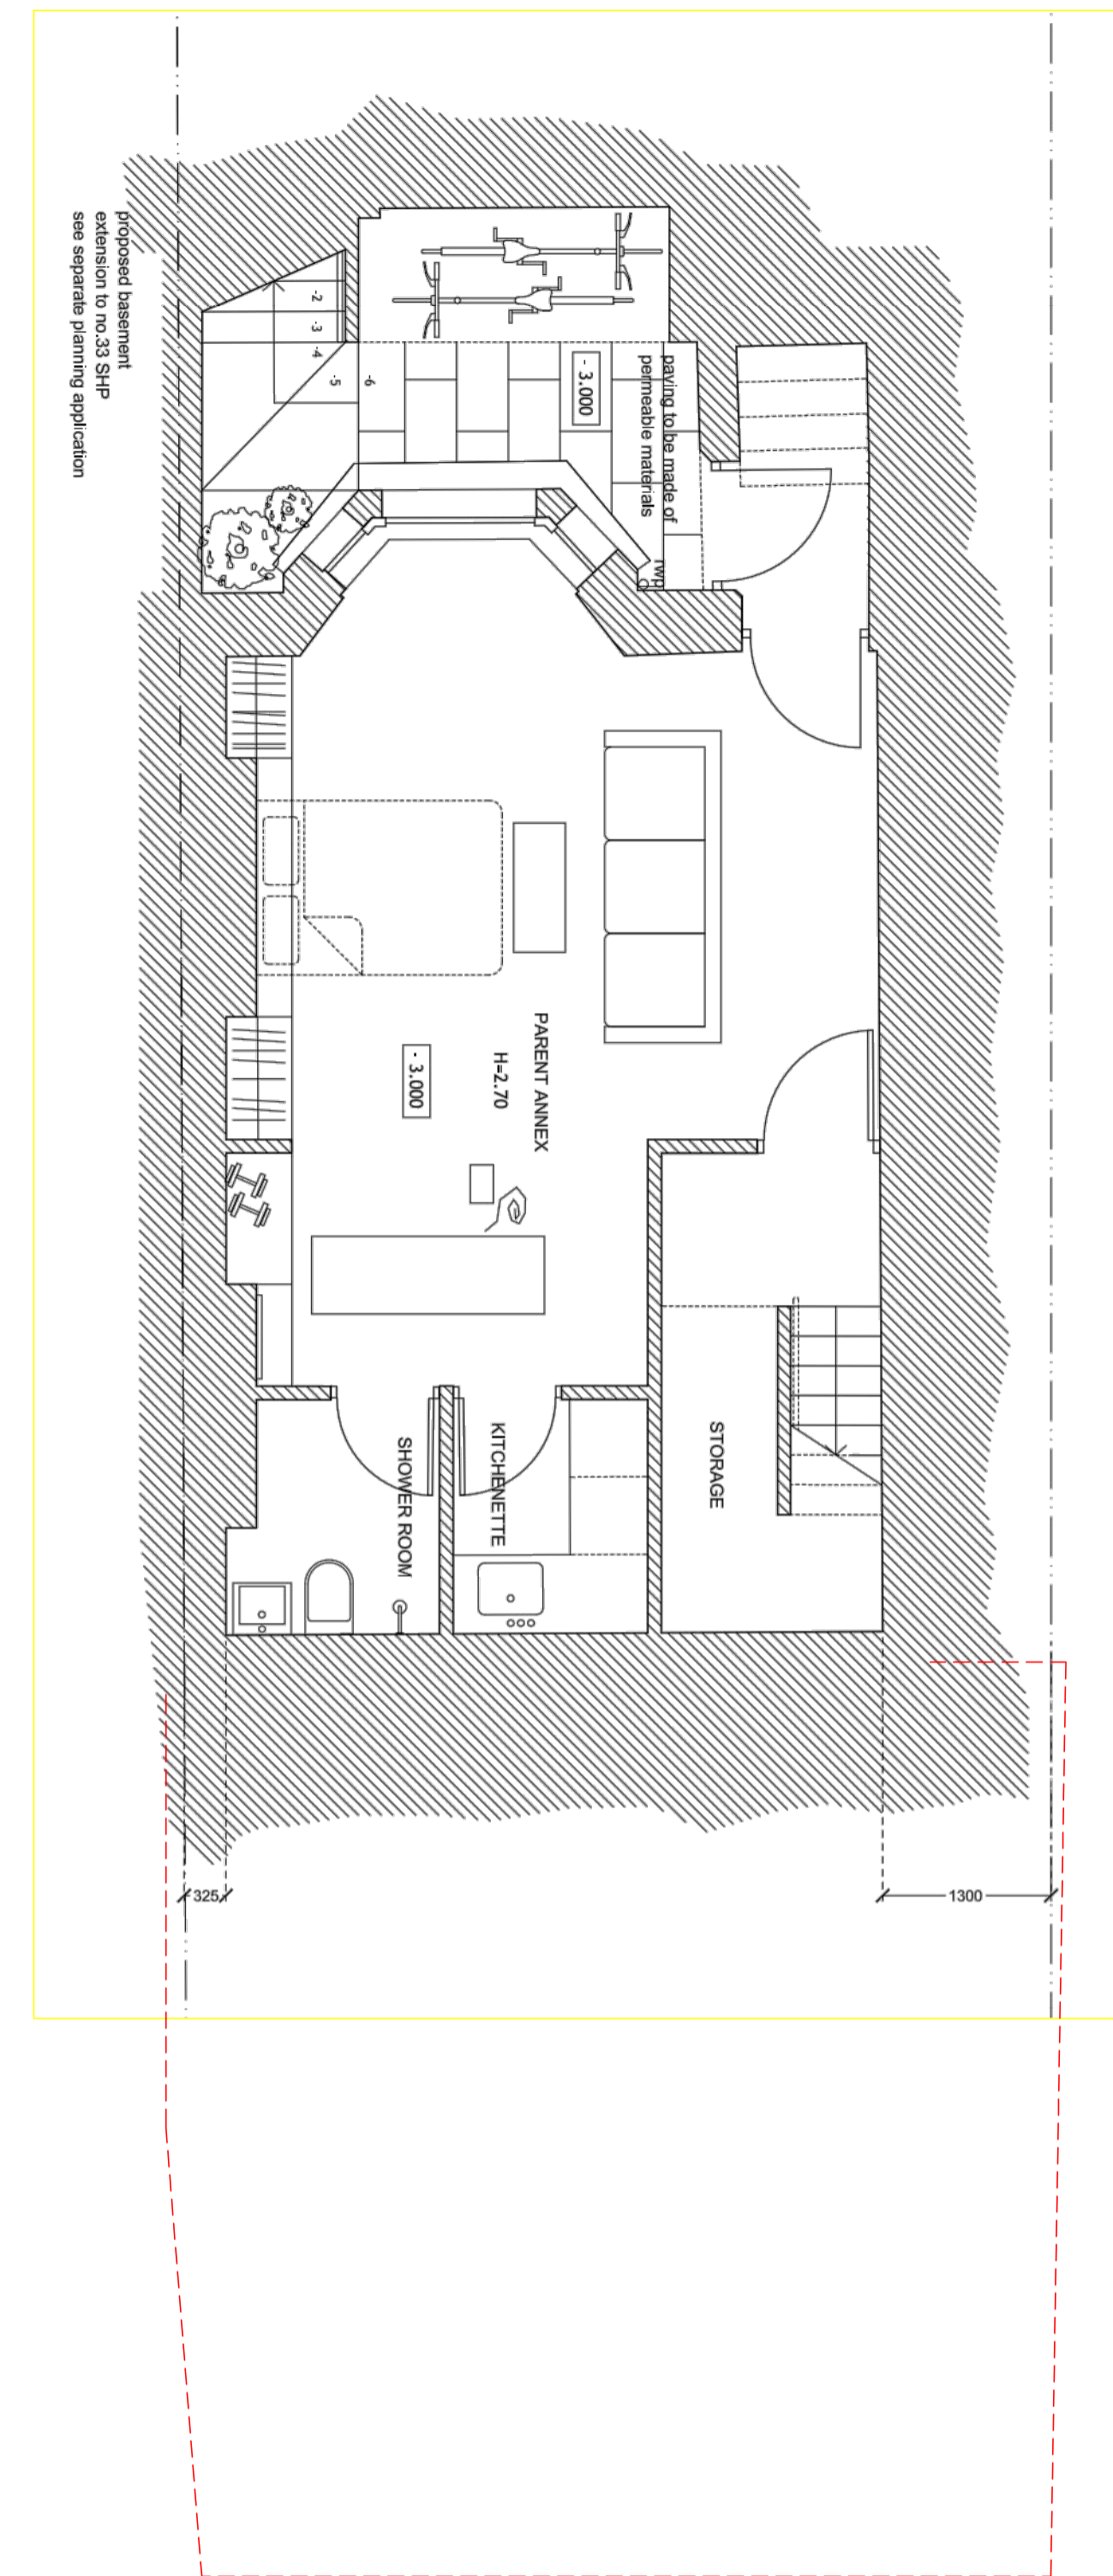 proposed basement
extension to no.33 SHP
see separate planning application
-2
-3
-4
-5
-6
- 3.000
paving to be made of
permeable materials
rwp
PARENT ANNEX
H=2.70
- 3.000
STORAGE
KITCHENETTE
SHOWER ROOM
325
1300